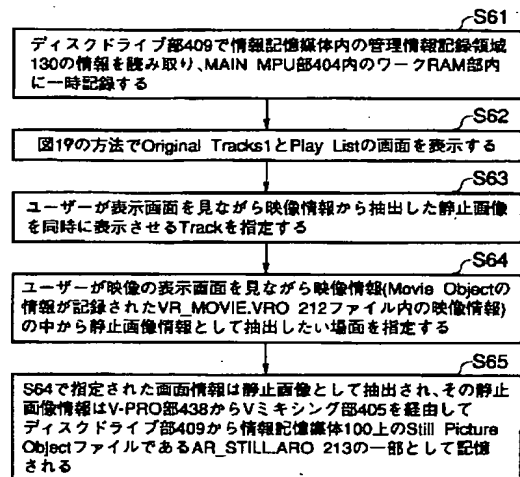 S61
ディスクドライブ部409で情報記憶媒体内の管理情報記録領域
130の情報を読み取り、MAIN MPU部404内のワークRAM部内
に一時記録する
S62
図19の方法でOriginal Tracks1とPlay Listの画面を表示する
S63
ユーザーが表示画面を見ながら映像情報から抽出した静止画像
を同時に表示させるTrackを指定する
S64
ユーザーが映像の表示画面を見ながら映像情報(Movie Objectの
情報が記録されたVR_MOVIE.VRO 212ファイル内の映像情報)
の中から静止画像情報として抽出したい場面を指定する
S65
S64で指定された画面情報は静止画像として抽出され、その静止
画像情報はV-PRO部438からVミキシング部405を経由して
ディスクドライブ部409から情報記憶媒体100上のStill Picture
ObjectファイルであるAR_STILL.ARO 213の一部として記憶
される